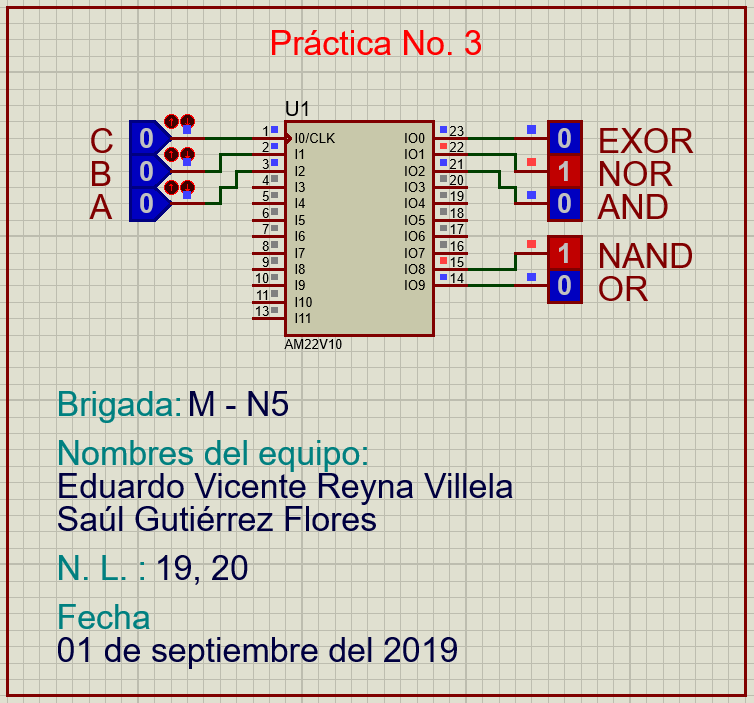 Práctica No. 3
U1
C 0 1 I0/CLK IO0 23 0 EXOR
B 0 2 I1 IO1 22 1 NOR
A 0 3 I2 IO2 21 0 AND
4 I3 IO3 20
5 I4 IO4 19
6 I5 IO5 18
7 I6 IO6 17
8 I7 IO7 16 1 NAND
9 I8 IO8 15
10 I9 IO9 14 0 OR
11 I10
13 I11
AM22V10
Brigada: M - N5
Nombres del equipo:
Eduardo Vicente Reyna Villela
Saúl Gutiérrez Flores
N. L. : 19, 20
Fecha
01 de septiembre del 2019